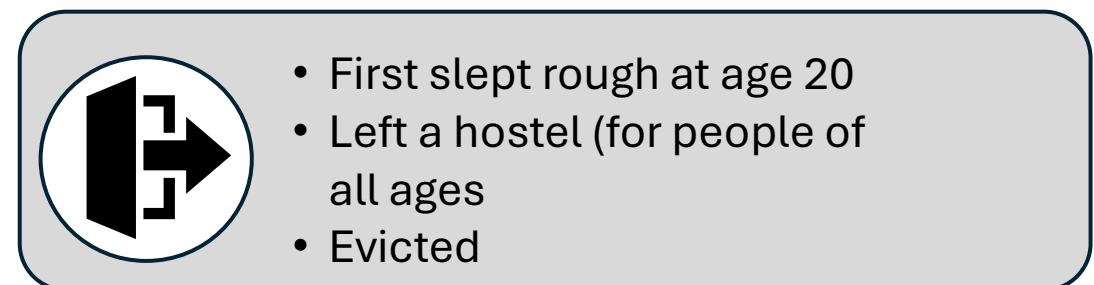 • First slept rough at age 20
• Left a hostel (for people of
all ages
• Evicted